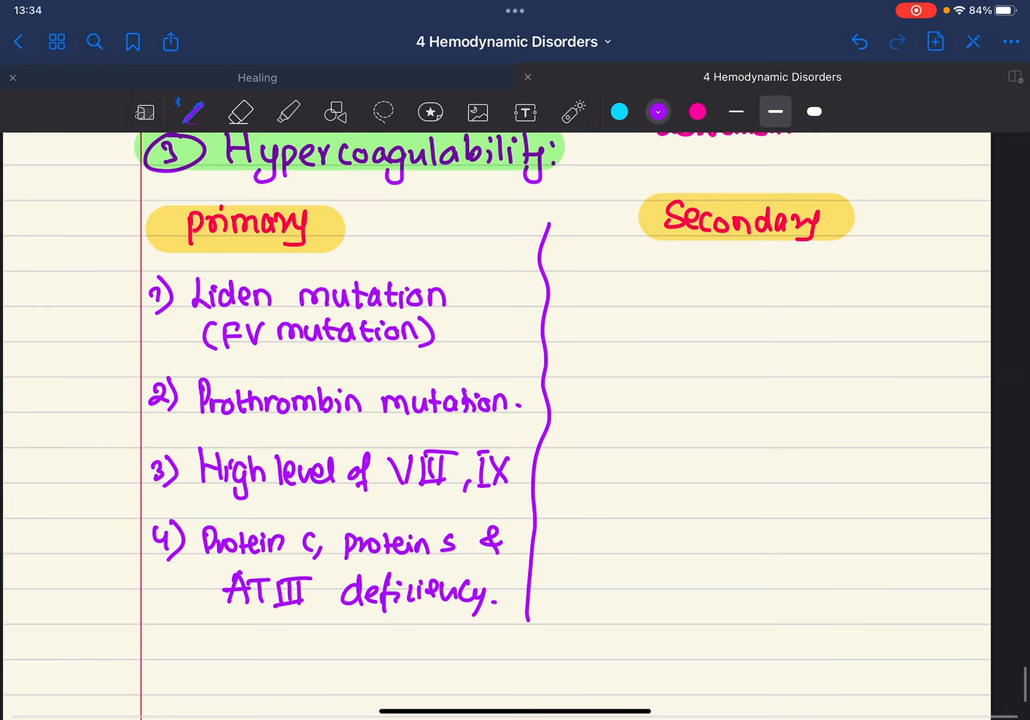 13:34
84%
4 Hemodynamic Disorders
Healing
4 Hemodynamic Disorders
T
3 Hypercoagulability:
primary
Secondary
1) Liden mutation
(FV mutation)
2) Prothrombin mutation.
3) High level of VIII, IX
4) Protein c, protein s &
ATIII deficiency.